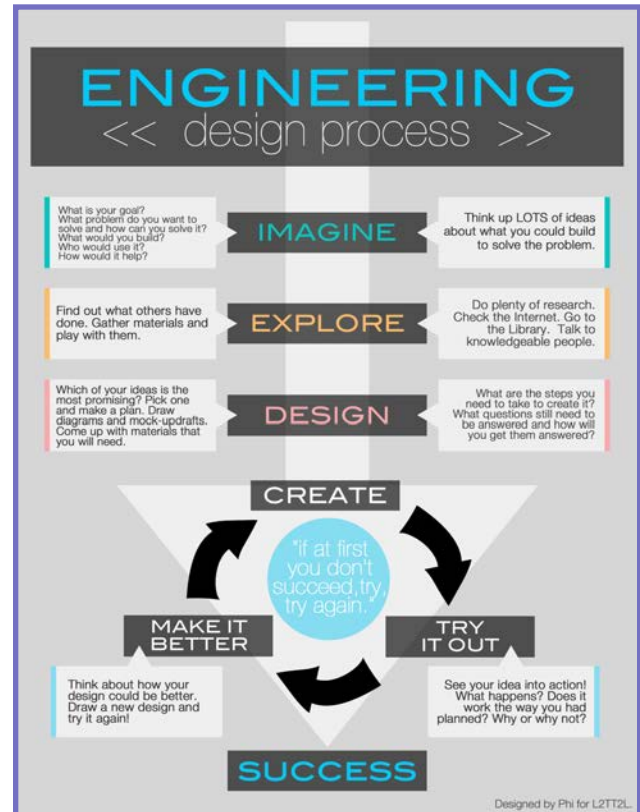 ENGINEERING
<< design process >>
What is your goal?
What problem do you want to
solve and how can you solve it?
What would you build?
Who would use it?
How would it help?
IMAGINE
Think up LOTS of ideas
about what you could build
to solve the problem.
Find out what others have
done. Gather materials and
play with them.
EXPLORE
Do plenty of research.
Check the Internet. Go to
the Library. Talk to
knowledgeable people.
Which of your ideas is the
most promising? Pick one
and make a plan. Draw
diagrams and mock-updrafts.
Come up with materials that
you will need.
DESIGN
What are the steps you
need to take to create it?
What questions still need to
be answered and how will
you get them answered?
CREATE
"if at first
you don't
succeed,try,
try again."
MAKE IT
BETTER
TRY
IT OUT
Think about how your
design could be better.
Draw a new design and
try it again!
See your idea into action!
What happens? Does it
work the way you had
planned? Why or why not?
SUCCESS
Designed by Phi for L2TT2L.